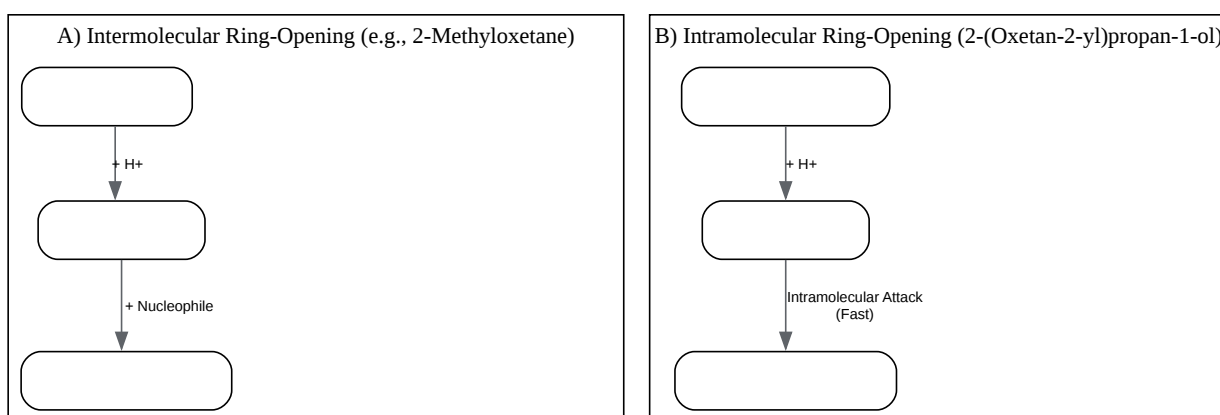 A) Intermolecular Ring-Opening (e.g., 2-Methyloxetane)
+ H+
+ Nucleophile
B) Intramolecular Ring-Opening (2-(Oxetan-2-yl)propan-1-ol)
+ H+
Intramolecular Attack
(Fast)